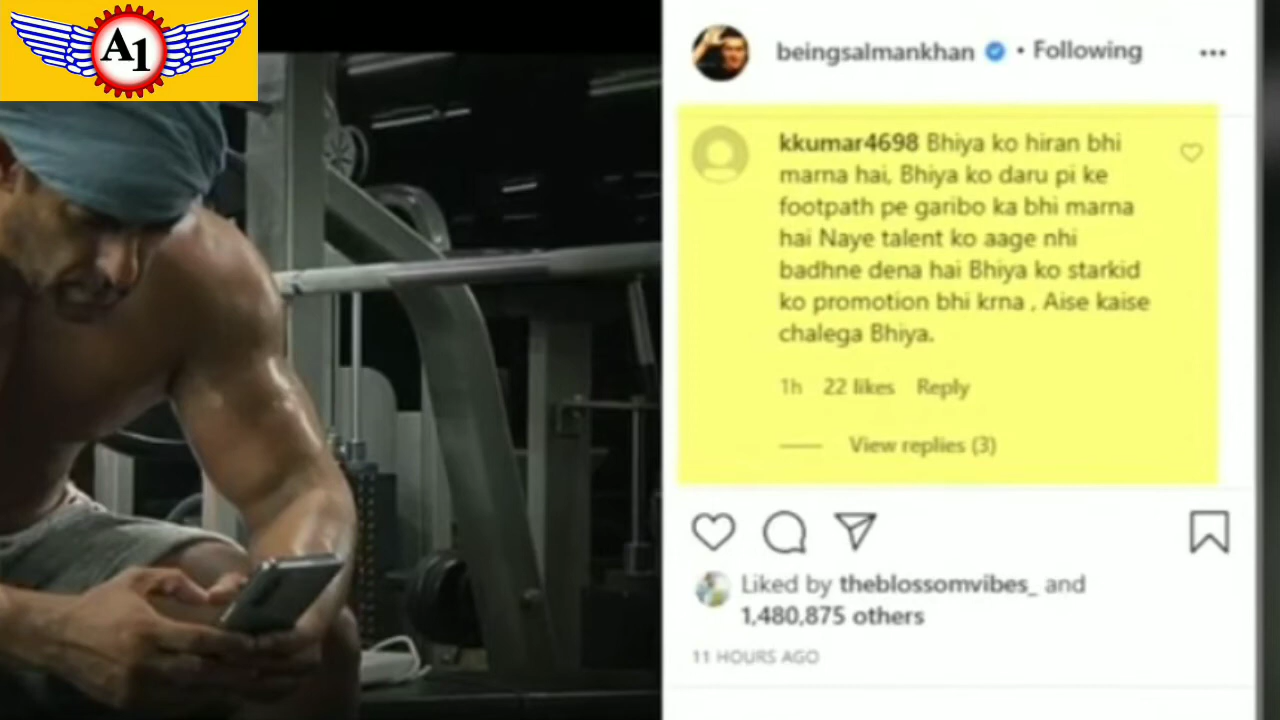 A1
beingsalmankhan • Following
kkumar4698 Bhiya ko hiran bhi
marna hai, Bhiya ko daru pi ke
footpath pe garibo ka bhi marna
hai Naye talent ko aage nhi
badhne dena hai Bhiya ko starkid
ko promotion bhi krna , Aise kaise
chalega Bhiya.
1h 22 likes Reply
View replies (3)
Liked by theblossomvibes_ and
1,480,875 others
11 HOURS AGO